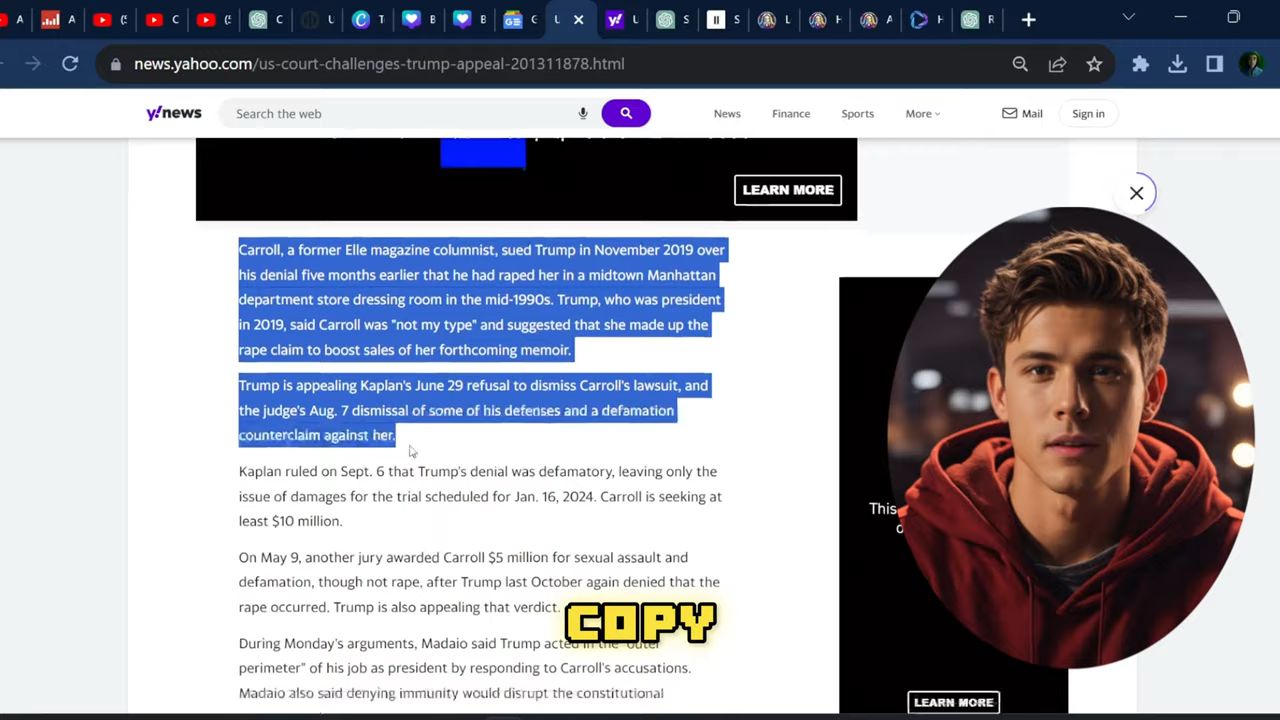 news.yahoo.com/us-court-challenges-trump-appeal-201311878.html
y!news
Search the web
News
Finance
Sports
More
Mail
Sign in
LEARN MORE
Carroll, a former Elle magazine columnist, sued Trump in November 2019 over
his denial five months earlier that he had raped her in a midtown Manhattan
department store dressing room in the mid-1990s. Trump, who was president
in 2019, said Carroll was "not my type" and suggested that she made up the
rape claim to boost sales of her forthcoming memoir.
Trump is appealing Kaplan's June 29 refusal to dismiss Carroll's lawsuit, and
the judge's Aug. 7 dismissal of some of his defenses and a defamation
counterclaim against her.
Kaplan ruled on Sept. 6 that Trump's denial was defamatory, leaving only the
issue of damages for the trial scheduled for Jan. 16, 2024. Carroll is seeking at
least $10 million.
On May 9, another jury awarded Carroll $5 million for sexual assault and
defamation, though not rape, after Trump last October again denied that the
rape occurred. Trump is also appealing that verdict.
COPY
During Monday's arguments, Madaio said Trump acted in the "outer
perimeter" of his job as president by responding to Carroll's accusations.
Madaio also said denying immunity would disrupt the constitutional
This
LEARN MORE